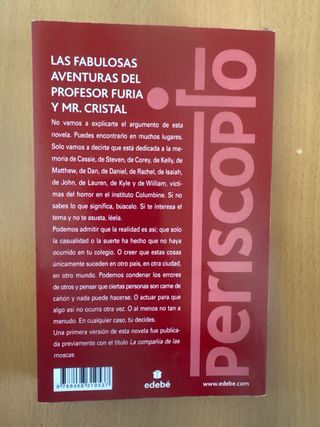 LAS FABULOSAS
AVENTURAS DEL
PROFESOR FURIA
Y MR. CRISTAL
No vamos a explicarte el argumento de esta
novela. Puedes encontrarlo en muchos lugares.
Solo vamos a decirte que está dedicada a la me-
moria de Cassie, de Steven, de Corey, de Kelly, de
Matthew, de Dan, de Daniel, de Rachel, de Isaiah,
de John, de Lauren, de Kyle y de William, vícti-
mas del horror en el instituto Columbine. Si no
sabes lo que significa, búscalo. Si te interesa el
tema y no te asusta, léela.
Podemos admitir que la realidad es así; que solo
la casualidad o la suerte ha hecho que no haya
ocurrido en tu colegio. O creer que estas cosas
únicamente suceden en otro país, en otra ciudad,
en otro mundo. Podemos condenar los errores de
otros y pensar que ciertas personas son carne de
cañón y nada puede hacerse. O actuar para que
algo así no ocurra otra vez. O al menos no tan a
menudo. En cualquier caso, tú decides.
Una primera versión de esta novela fue publica-
da previamente con el título La compañía de las
moscas.
9 788468 319537
edebé
www.edebe.com
periscopio